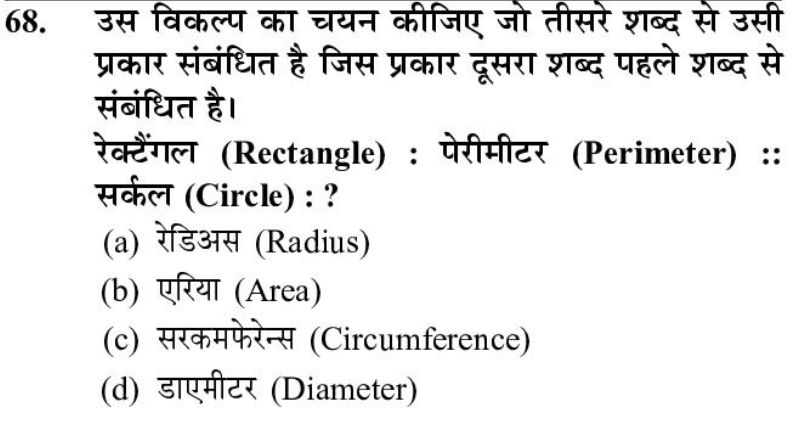 68. उस विकल्प का चयन कीजिए जो तीसरे शब्द से उसी
प्रकार संबंधित है जिस प्रकार दूसरा शब्द पहले शब्द से
संबंधित है।
रेक्टैंगल (Rectangle) : पेरीमीटर (Perimeter) ::
सर्कल (Circle) : ?
(a) रेडिअस (Radius)
(b) एरिया (Area)
(c) सरकमफेरेन्स (Circumference)
(d) डाएमीटर (Diameter)